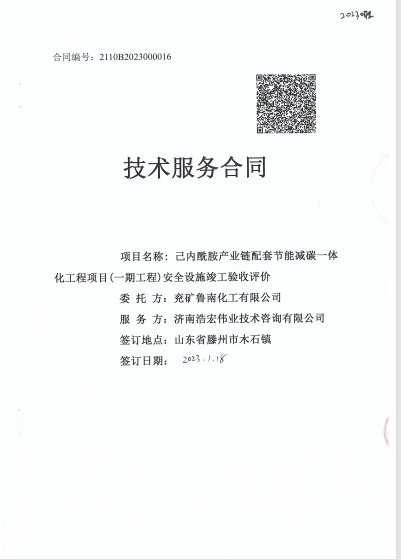 合同编号：2110B2023000016
技术服务合同
项目名称：己内酰胺产业链配套节能减碳一体
化工程项目(一期工程)安全设施竣工验收评价
委 托 方：兖矿鲁南化工有限公司
服 务 方：济南浩宏伟业技术咨询有限公司
签订地点：山东省滕州市木石镇
签订日期：2023.1.18